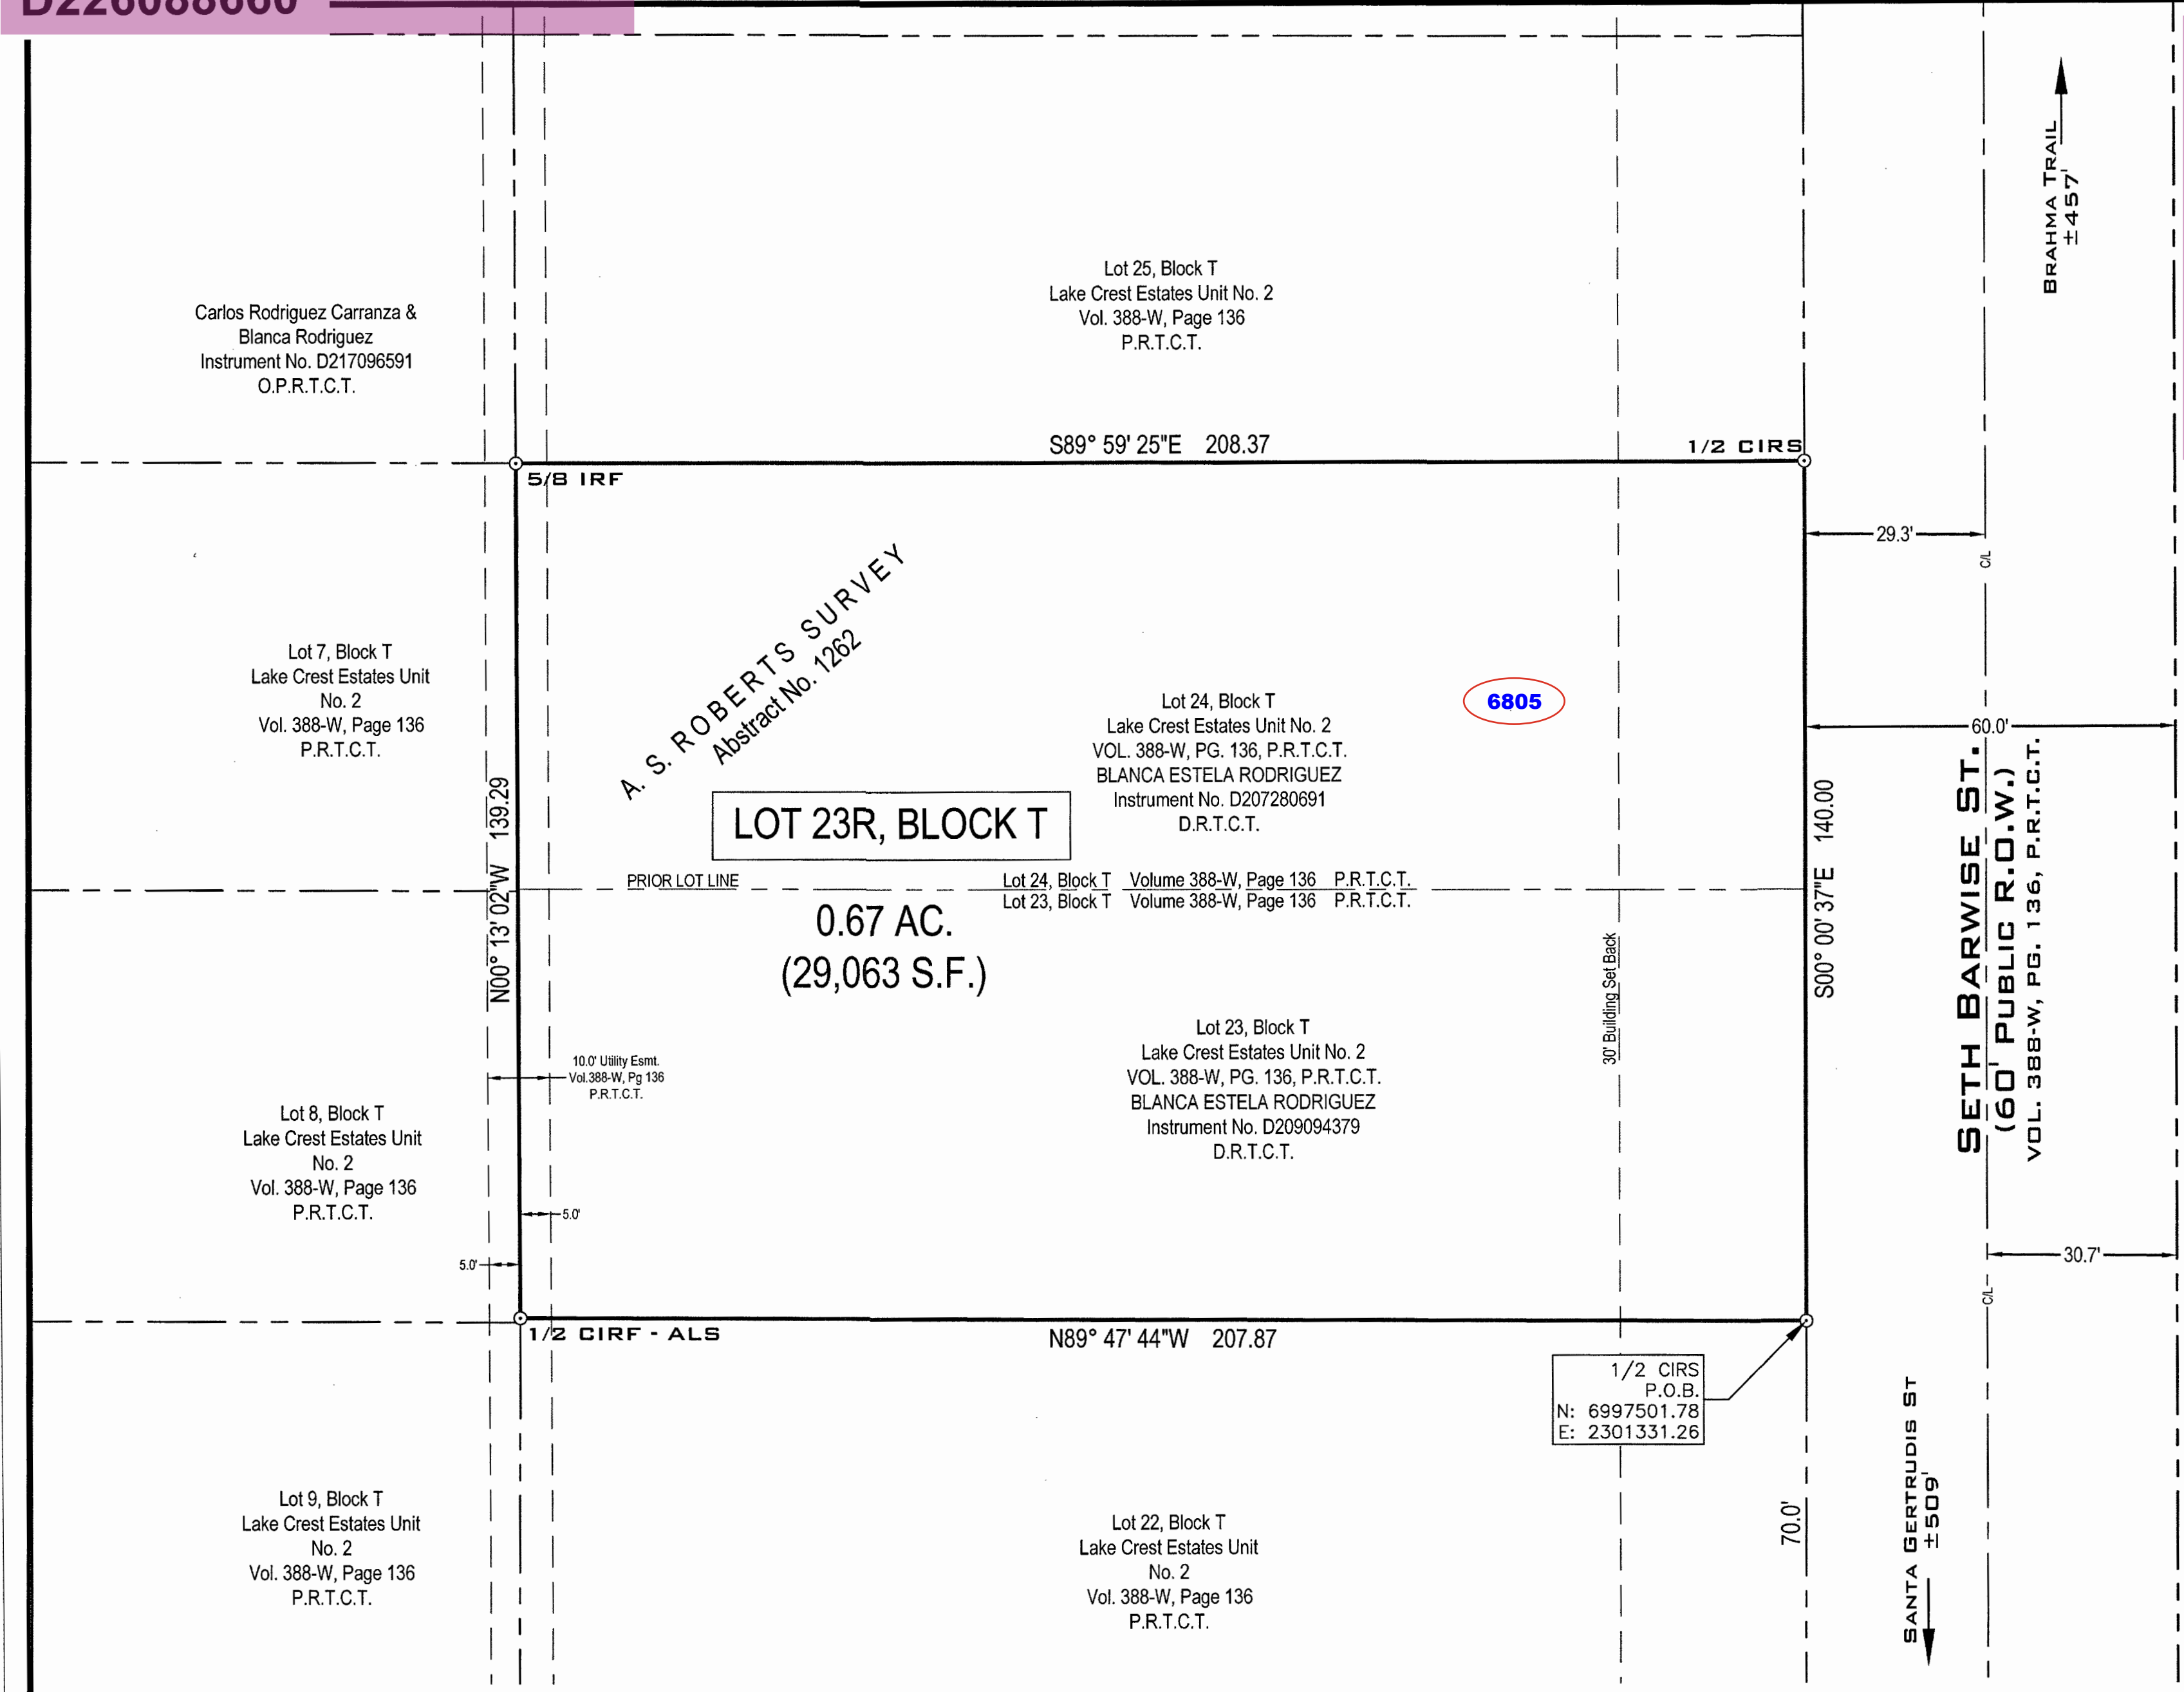 D226088660
BRAHMA TRAIL
±457'
Lot 25, Block T
Lake Crest Estates Unit No. 2
Vol. 388-W, Page 136
P.R.T.C.T.
Carlos Rodriguez Carranza &
Blanca Rodriguez
Instrument No. D217096591
O.P.R.T.C.T.
S89° 59' 25"E 208.37
1/2 CIRS
5/8 IRF
29.3'
C/L
A. S. ROBERTS SURVEY
Abstract No. 1262
Lot 7, Block T
Lake Crest Estates Unit
No. 2
Vol. 388-W, Page 136
P.R.T.C.T.
Lot 24, Block T
Lake Crest Estates Unit No. 2
VOL. 388-W, PG. 136, P.R.T.C.T.
BLANCA ESTELA RODRIGUEZ
Instrument No. D207280691
D.R.T.C.T.
6805
60.0'
N00° 13' 02"W 139.29
LOT 23R, BLOCK T
S00° 00' 37"E 140.00
SETH BARWISE ST.
(60' PUBLIC R.O.W.)
VOL. 388-W, PG. 136, P.R.T.C.T.
PRIOR LOT LINE
Lot 24, Block T Volume 388-W, Page 136 P.R.T.C.T.
Lot 23, Block T Volume 388-W, Page 136 P.R.T.C.T.
0.67 AC.
(29,063 S.F.)
30' Building Set Back
Lot 23, Block T
Lake Crest Estates Unit No. 2
VOL. 388-W, PG. 136, P.R.T.C.T.
BLANCA ESTELA RODRIGUEZ
Instrument No. D209094379
D.R.T.C.T.
10.0' Utility Esmt.
Vol.388-W, Pg 136
P.R.T.C.T.
Lot 8, Block T
Lake Crest Estates Unit
No. 2
Vol. 388-W, Page 136
P.R.T.C.T.
5.0'
5.0'
30.7'
C/L
1/2 CIRF - ALS
N89° 47' 44"W 207.87
1/2 CIRS
P.O.B.
N: 6997501.78
E: 2301331.26
SANTA GERTRUDIS ST
±509'
70.0'
Lot 9, Block T
Lake Crest Estates Unit
No. 2
Vol. 388-W, Page 136
P.R.T.C.T.
Lot 22, Block T
Lake Crest Estates Unit
No. 2
Vol. 388-W, Page 136
P.R.T.C.T.